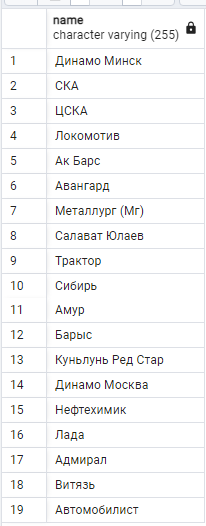 name
character varying (255)
1 Динамо Минск
2 СКА
3 ЦСКА
4 Локомотив
5 Ак Барс
6 Авангард
7 Металлург (Мг)
8 Салават Юлаев
9 Трактор
10 Сибирь
11 Амур
12 Барыс
13 Куньлунь Ред Стар
14 Динамо Москва
15 Нефтехимик
16 Лада
17 Адмирал
18 Витязь
19 Автомобилист